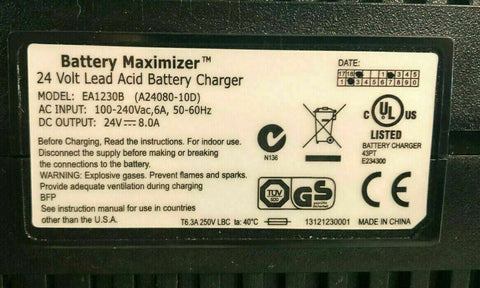 Battery Maximizer™
24 Volt Lead Acid Battery Charger
MODEL: EA1230B (A24080-10D)
AC INPUT: 100-240Vac,6A, 50-60Hz
DC OUTPUT: 24V⎓8.0A
Before Charging, Read the instructions. For indoor use.
Disconnect the supply before making or breaking
the connections to the battery.
WARNING: Explosive gases. Prevent flames and sparks.
Provide adequate ventilation during charging
BFP
See instruction manual for use in countries
other than the U.S.A.
DATE:
N136
C UL US
LISTED
BATTERY CHARGER
43PT
E234300
TÜV
GS
CE
T6.3A 250V LBC ta: 40°C
13121230001
MADE IN CHINA